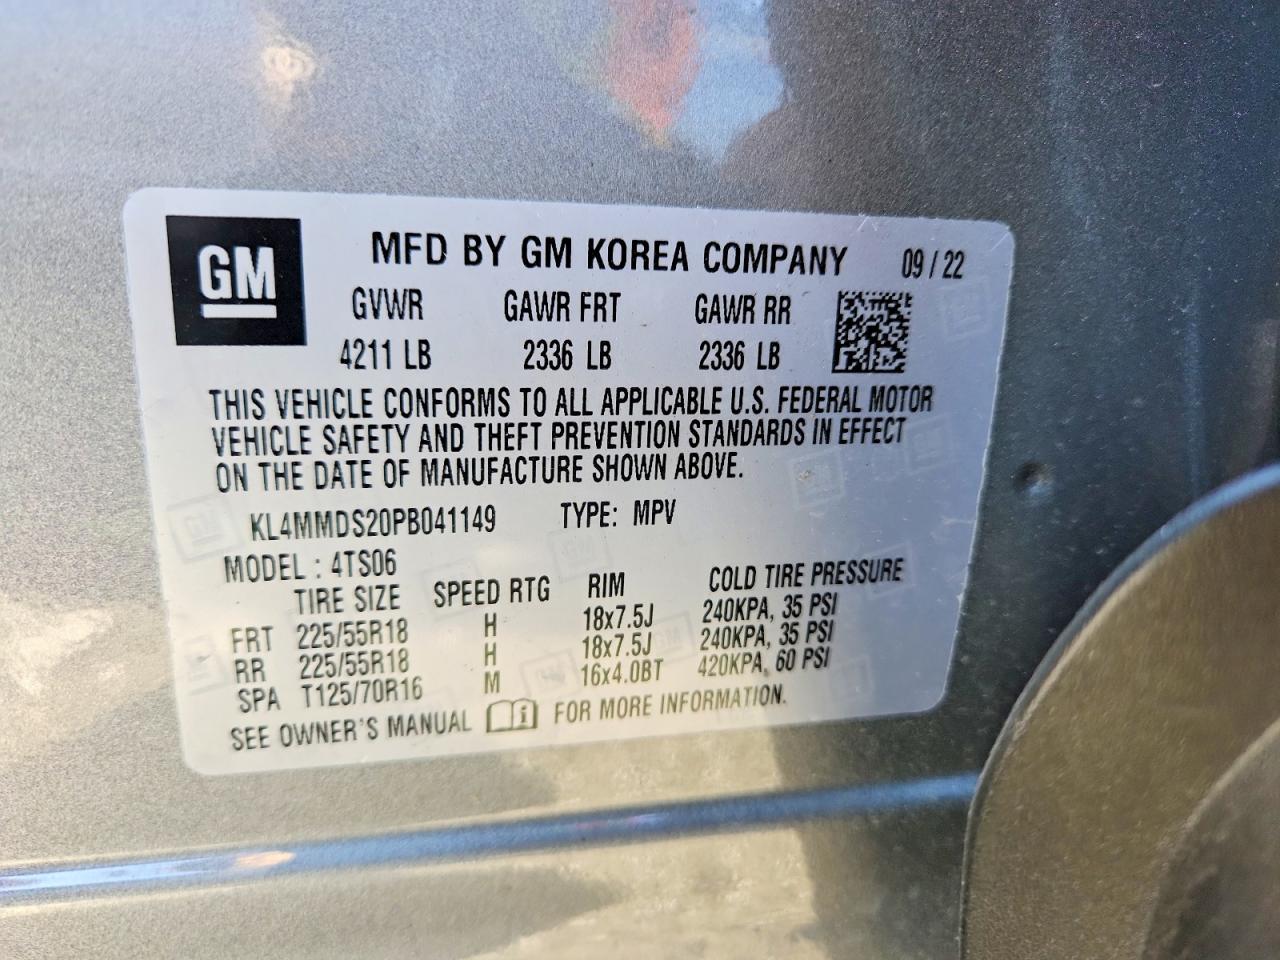 GM
MFD BY GM KOREA COMPANY 09/22
GVWR GAWR FRT GAWR RR
4211 LB 2336 LB 2336 LB
THIS VEHICLE CONFORMS TO ALL APPLICABLE U.S. FEDERAL MOTOR
VEHICLE SAFETY AND THEFT PREVENTION STANDARDS IN EFFECT
ON THE DATE OF MANUFACTURE SHOWN ABOVE.
KL4MMDS20PB041149 TYPE: MPV
MODEL : 4TS06
TIRE SIZE SPEED RTG RIM COLD TIRE PRESSURE
FRT 225/55R18 H 18x7.5J 240KPA, 35 PSI
RR 225/55R18 H 18x7.5J 240KPA, 35 PSI
SPA T125/70R16 M 16x4.0BT 420KPA, 60 PSI
SEE OWNER'S MANUAL i FOR MORE INFORMATION.